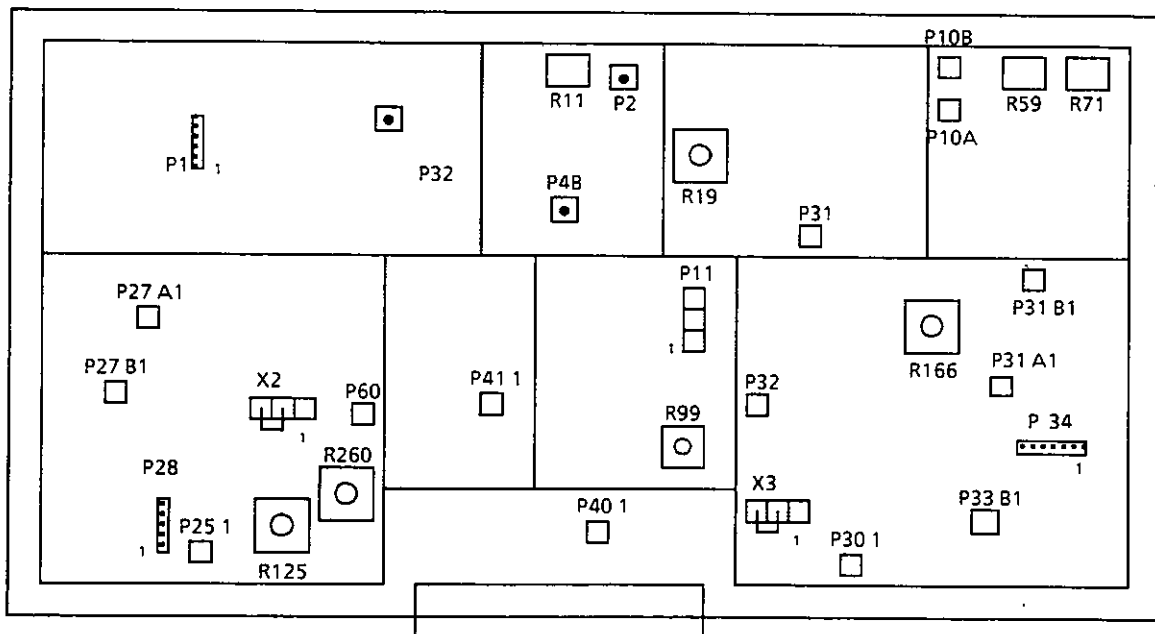 P10B
R11
P2
R59
R71
P10A
P1
1
P32
P4B
R19
P31
P27 A1
P11
1
P31 B1
P27 B1
X2
1
P60
P41 1
R99
P32
R166
P31 A1
P 34
1
P28
1
R260
P25 1
R125
P40 1
X3
1
P30 1
P33 B1